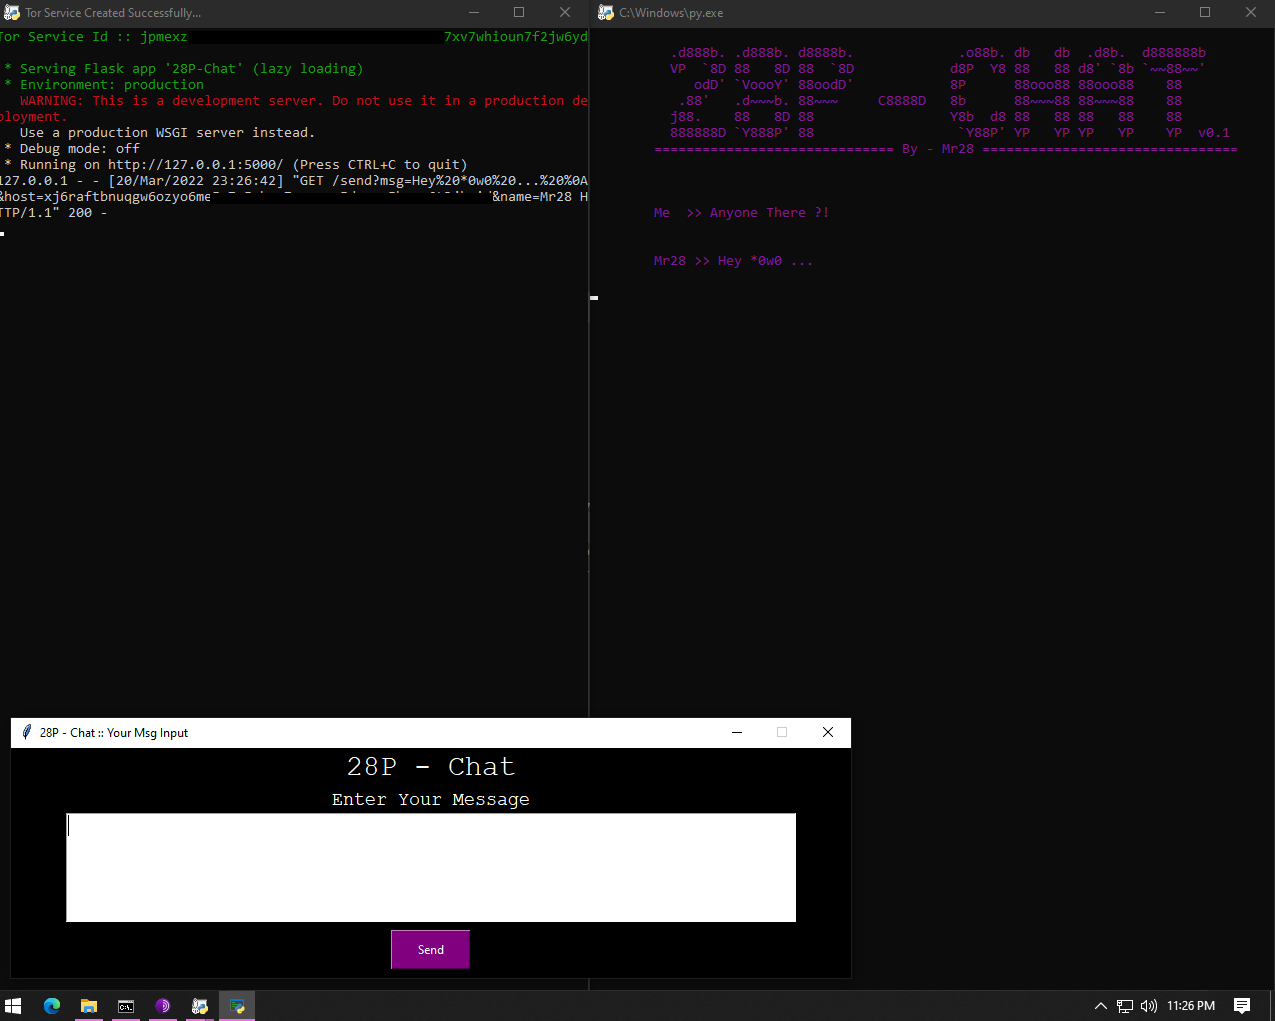 Tor Service Created Successfully...
Tor Service Id :: jpmexz 7xv7whioun7f2jw6yd
* Serving Flask app '28P-Chat' (lazy loading)
* Environment: production
WARNING: This is a development server. Do not use it in a production de
ployment.
Use a production WSGI server instead.
* Debug mode: off
* Running on http://127.0.0.1:5000/ (Press CTRL+C to quit)
127.0.0.1 - - [20/Mar/2022 23:26:42] "GET /send?msg=Hey%20*0w0%20...%20%0A
&host=xj6raftbnuqgw6ozyo6me &name=Mr28 H
TTP/1.1" 200 -
C:\Windows\py.exe
.d888b. .d888b. d8888b.             .o88b. db   db  .d8b.  d888888b
VP  `8D 88   8D 88  `8D            d8P  Y8 88   88 d8' `8b `~~88~~'
odD' `VoooY' 88oodD'            8P      88ooo88 88ooo88    88
.88'   .d~~~b. 88~~~     C8888D   8b      88~~~88 88~~~88    88
j88.    88   8D 88                 Y8b  d8 88   88 88   88    88
888888D `Y888P' 88                  `Y88P' YP   YP YP   YP    YP  v0.1
============================== By - Mr28 ================================
Me  >> Anyone There ?!
Mr28 >> Hey *0w0 ...
28P - Chat :: Your Msg Input
28P - Chat
Enter Your Message
Send
11:26 PM